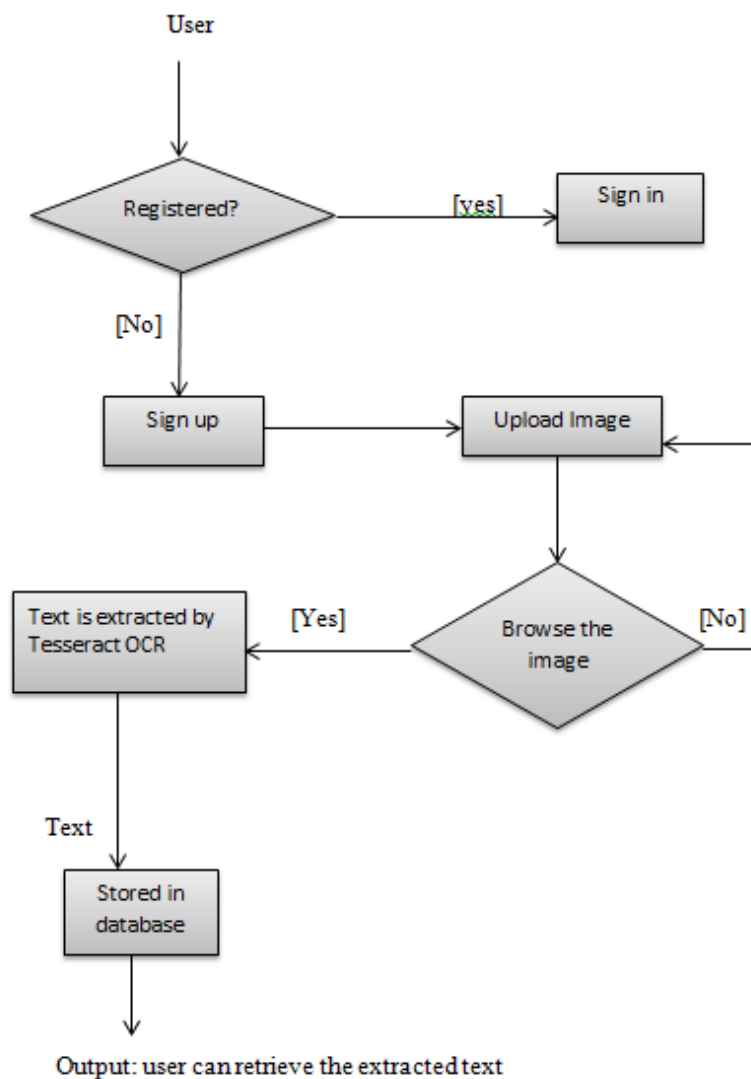 User
Registered?
[yes]
Sign in
[No]
Sign up
Upload Image
Text is extracted by
Tesseract OCR
[Yes]
Browse the
image
[No]
Text
Stored in
database
Output: user can retrieve the extracted text